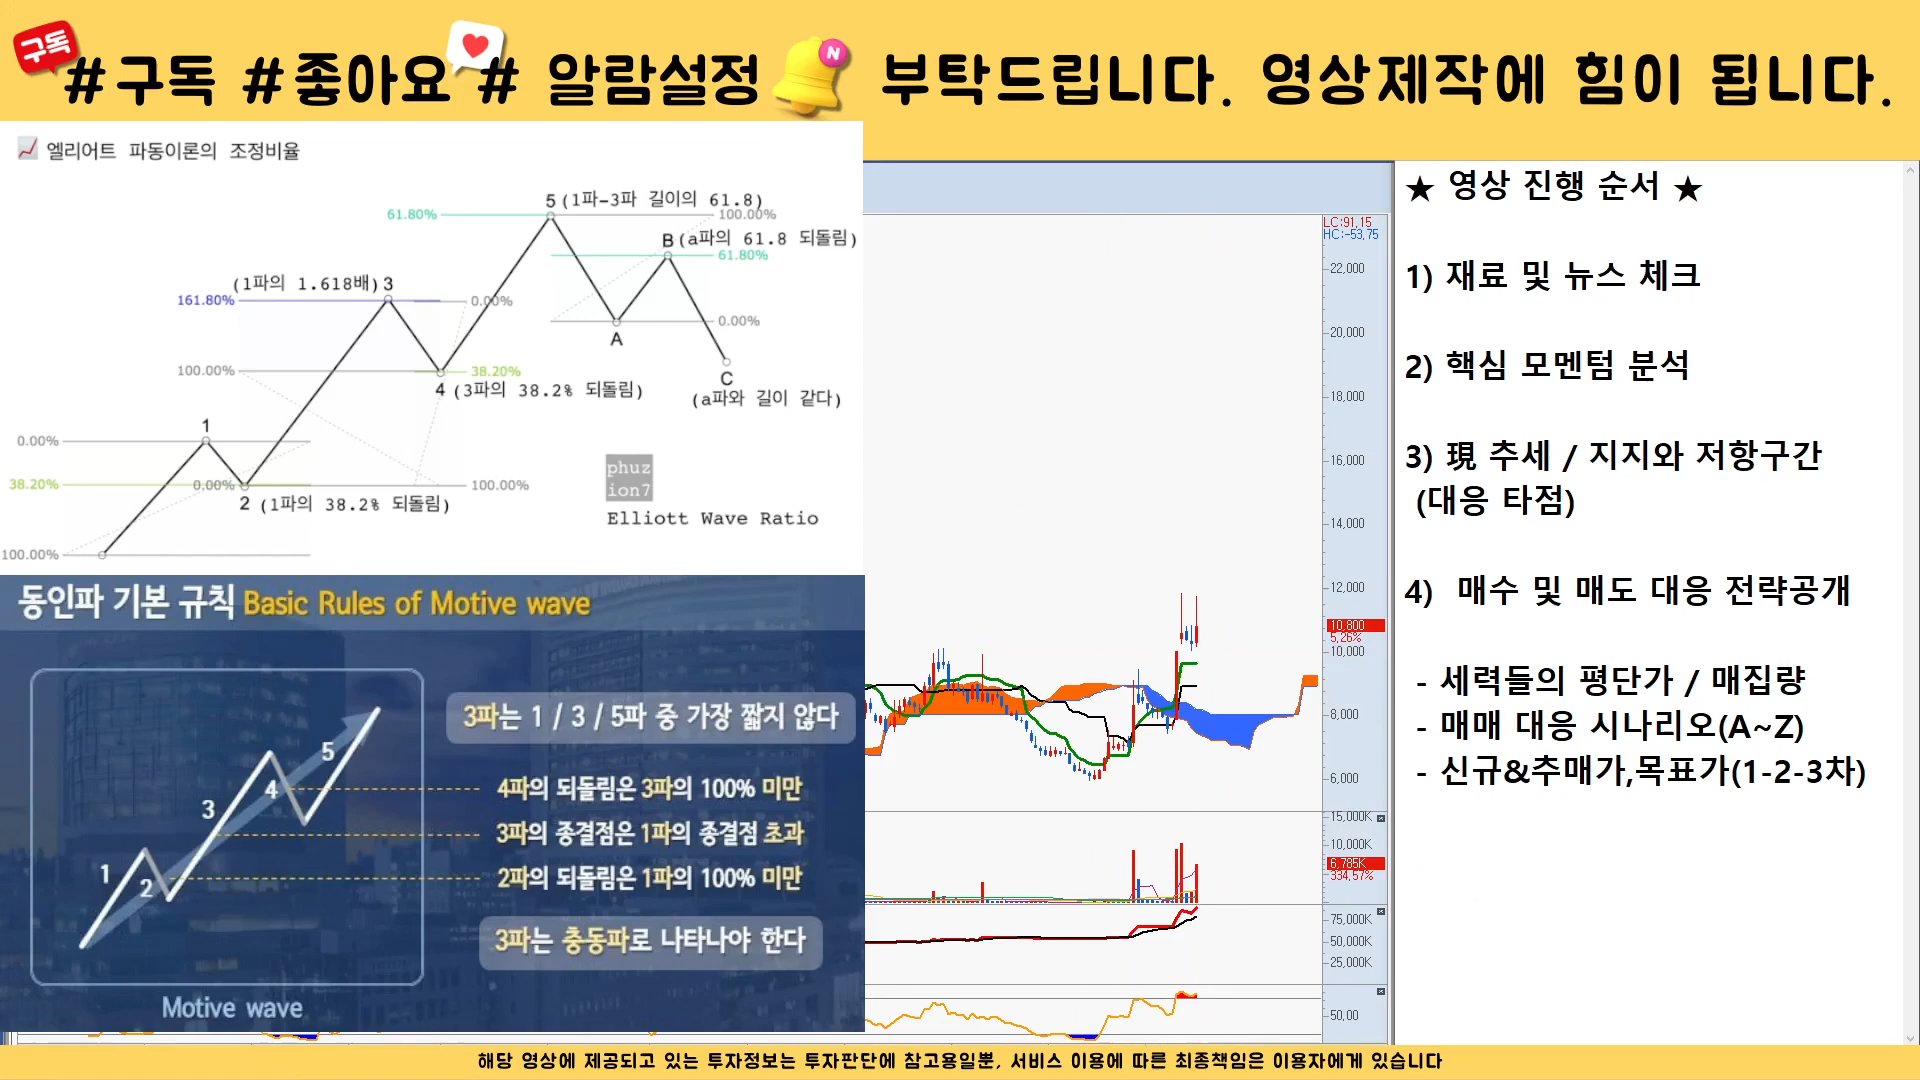 구독
#구독 #좋아요 # 알람설정 N 부탁드립니다. 영상제작에 힘이 됩니다.
엘리어트 파동이론의 조정비율
5 (1파-3파 길이의 61.8)
61.80%
100.00%
B (a파의 61.8 되돌림)
61.80%
(1파의 1.618배) 3
161.80%
0.00%
0.00%
A
100.00%
38.20%
C
4 (3파의 38.2% 되돌림)
(a파와 길이 같다)
1
0.00%
38.20%
0.00%
100.00%
2 (1파의 38.2% 되돌림)
phuz
ion7
Elliott Wave Ratio
100.00%
동인파 기본 규칙 Basic Rules of Motive wave
3파는 1 / 3 / 5파 중 가장 짧지 않다
5
4
3
4파의 되돌림은 3파의 100% 미만
3파의 종결점은 1파의 종결점 초과
1
2
2파의 되돌림은 1파의 100% 미만
3파는 충동파로 나타나야 한다
Motive wave
LC:91,15
HC:-53,75
22,000
20,000
18,000
16,000
14,000
12,000
10,800
5,26%
10,000
8,000
6,000
15,000K
10,000K
6,785K
334,57%
75,000K
50,000K
25,000K
50,00
★ 영상 진행 순서 ★
1) 재료 및 뉴스 체크
2) 핵심 모멘텀 분석
3) 現 추세 / 지지와 저항구간
(대응 타점)
4) 매수 및 매도 대응 전략공개
- 세력들의 평단가 / 매집량
- 매매 대응 시나리오(A~Z)
- 신규&추매가,목표가(1-2-3차)
해당 영상에 제공되고 있는 투자정보는 투자판단에 참고용일뿐, 서비스 이용에 따른 최종책임은 이용자에게 있습니다